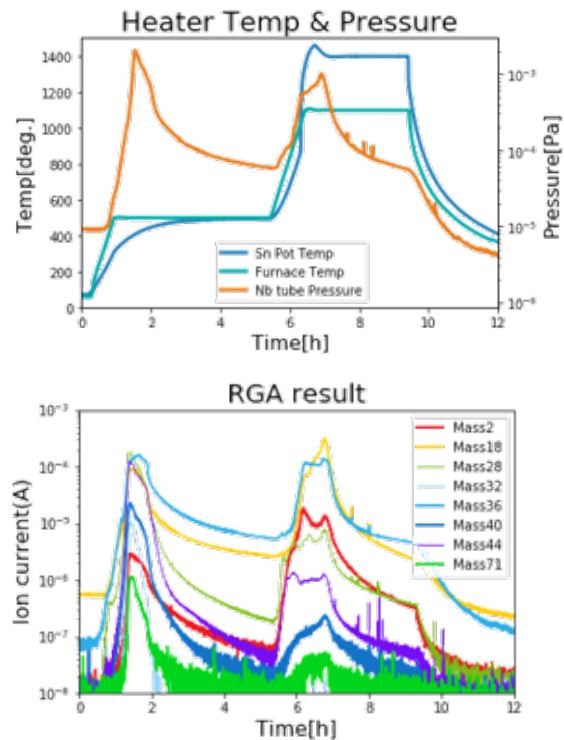 Heater Temp & Pressure
1400
1200
1000
800
600
400
200
0
Temp[deg.]
10⁻³
10⁻⁴
10⁻⁵
10⁻⁶
Pressure[Pa]
Sn Pot Temp
Furnace Temp
Nb tube Pressure
0 2 4 6 8 10 12
Time[h]
RGA result
10⁻³
10⁻⁴
10⁻⁵
10⁻⁶
10⁻⁷
10⁻⁸
Ion current(A)
Mass2
Mass18
Mass28
Mass32
Mass36
Mass40
Mass44
Mass71
0 2 4 6 8 10 12
Time[h]